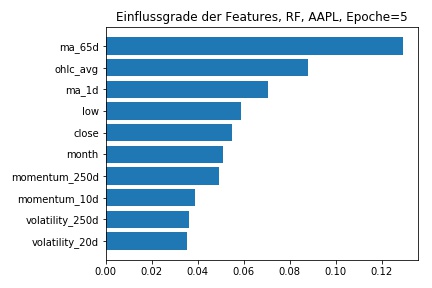 Einflussgrade der Features, RF, AAPL, Epoche=5
ma_65d
ohlc_avg
ma_1d
low
close
month
momentum_250d
momentum_10d
volatility_250d
volatility_20d
0.00 0.02 0.04 0.06 0.08 0.10 0.12